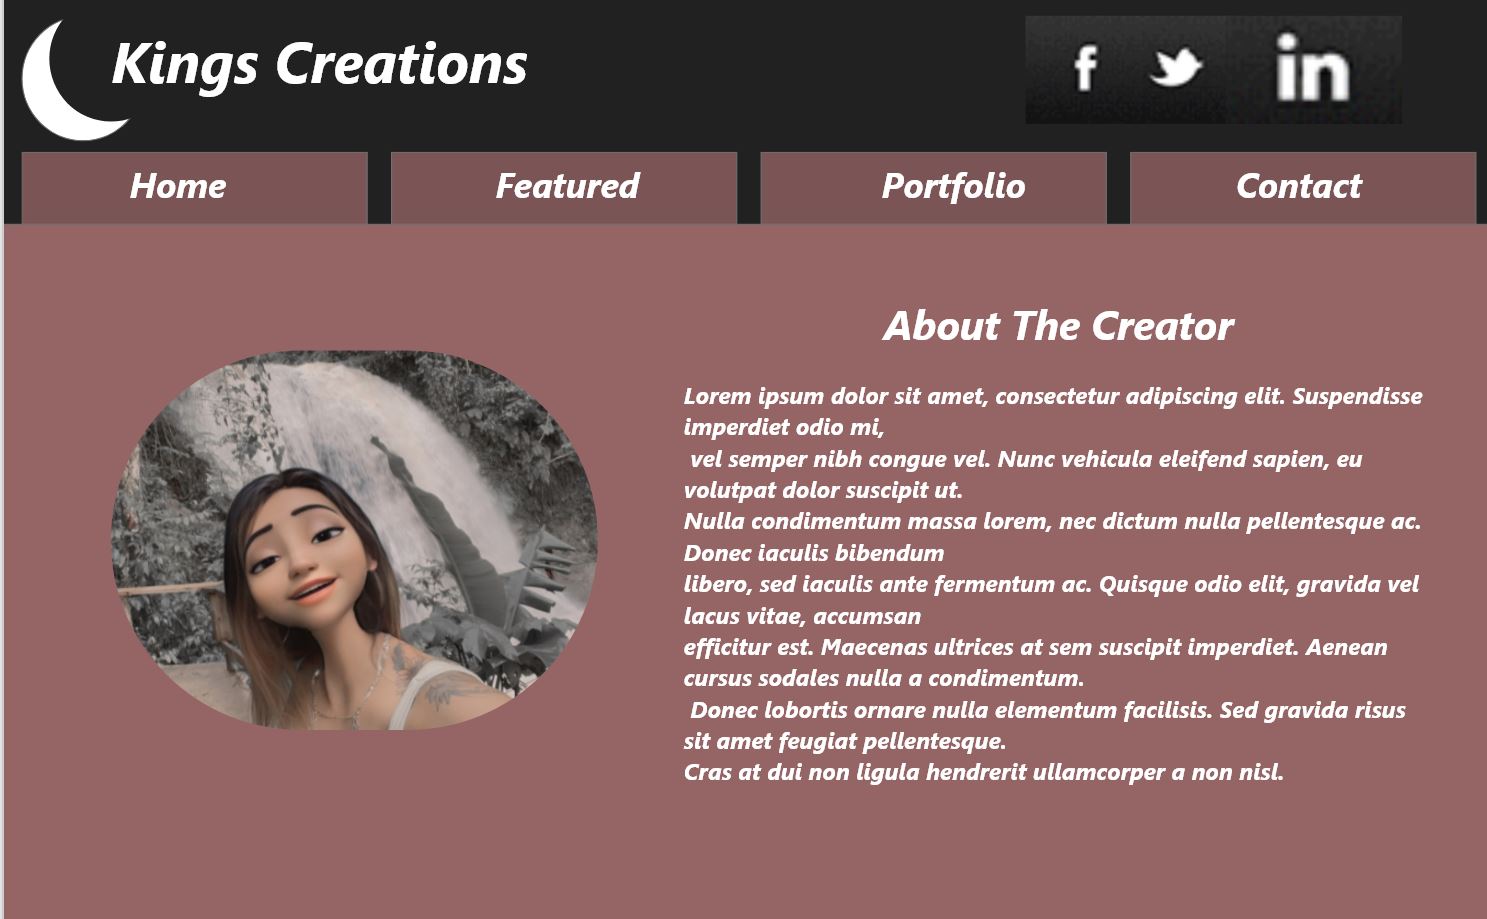 Kings Creations
f in
Home Featured Portfolio Contact
About The Creator
Lorem ipsum dolor sit amet, consectetur adipiscing elit. Suspendisse
imperdiet odio mi,
vel semper nibh congue vel. Nunc vehicula eleifend sapien, eu
volutpat dolor suscipit ut.
Nulla condimentum massa lorem, nec dictum nulla pellentesque ac.
Donec iaculis bibendum
libero, sed iaculis ante fermentum ac. Quisque odio elit, gravida vel
lacus vitae, accumsan
efficitur est. Maecenas ultrices at sem suscipit imperdiet. Aenean
cursus sodales nulla a condimentum.
Donec lobortis ornare nulla elementum facilisis. Sed gravida risus
sit amet feugiat pellentesque.
Cras at dui non ligula hendrerit ullamcorper a non nisl.